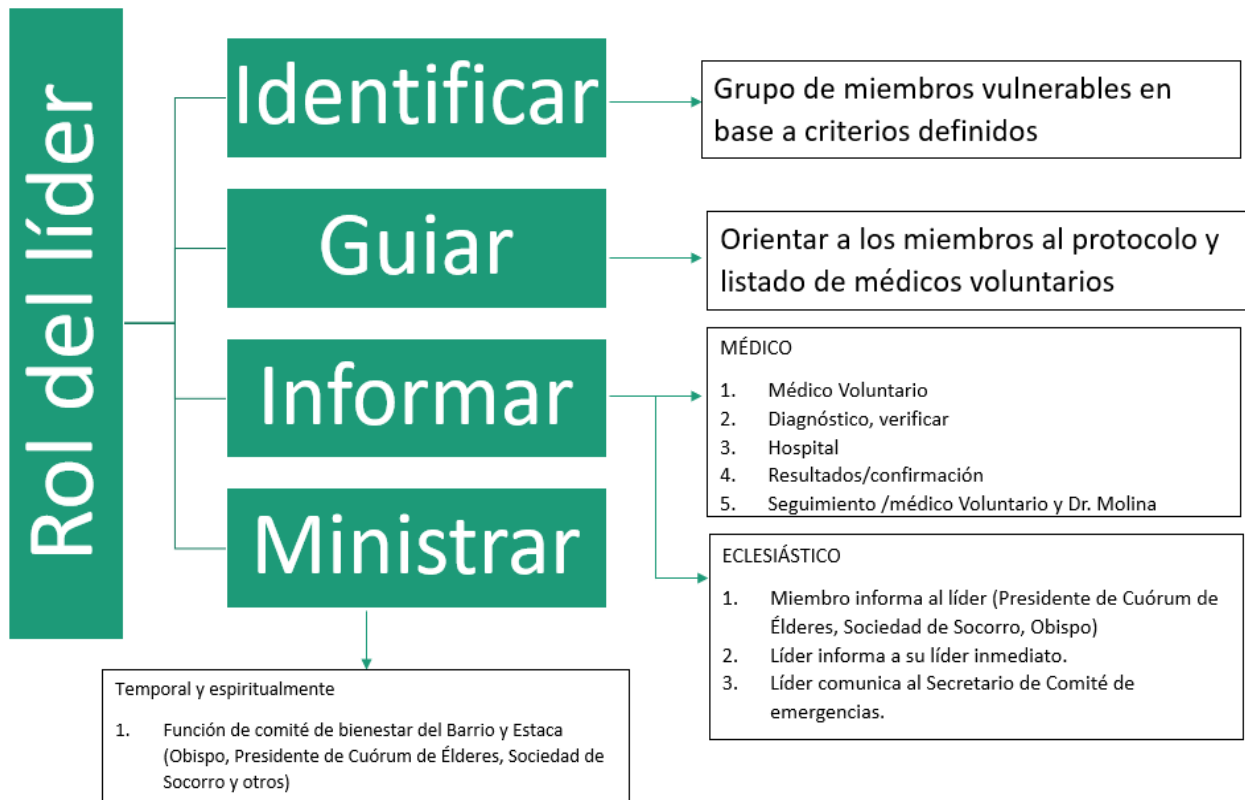 Rol del líder
Identificar
Grupo de miembros vulnerables en
base a criterios definidos
Guiar
Orientar a los miembros al protocolo y
listado de médicos voluntarios
Informar
MÉDICO
1. Médico Voluntario
2. Diagnóstico, verificar
3. Hospital
4. Resultados/confirmación
5. Seguimiento /médico Voluntario y Dr. Molina
ECLESIÁSTICO
1. Miembro informa al líder (Presidente de Cuórum de
Élderes, Sociedad de Socorro, Obispo)
2. Líder informa a su líder inmediato.
3. Líder comunica al Secretario de Comité de
emergencias.
Ministrar
Temporal y espiritualmente
1. Función de comité de bienestar del Barrio y Estaca
(Obispo, Presidente de Cuórum de Élderes, Sociedad de
Socorro y otros)